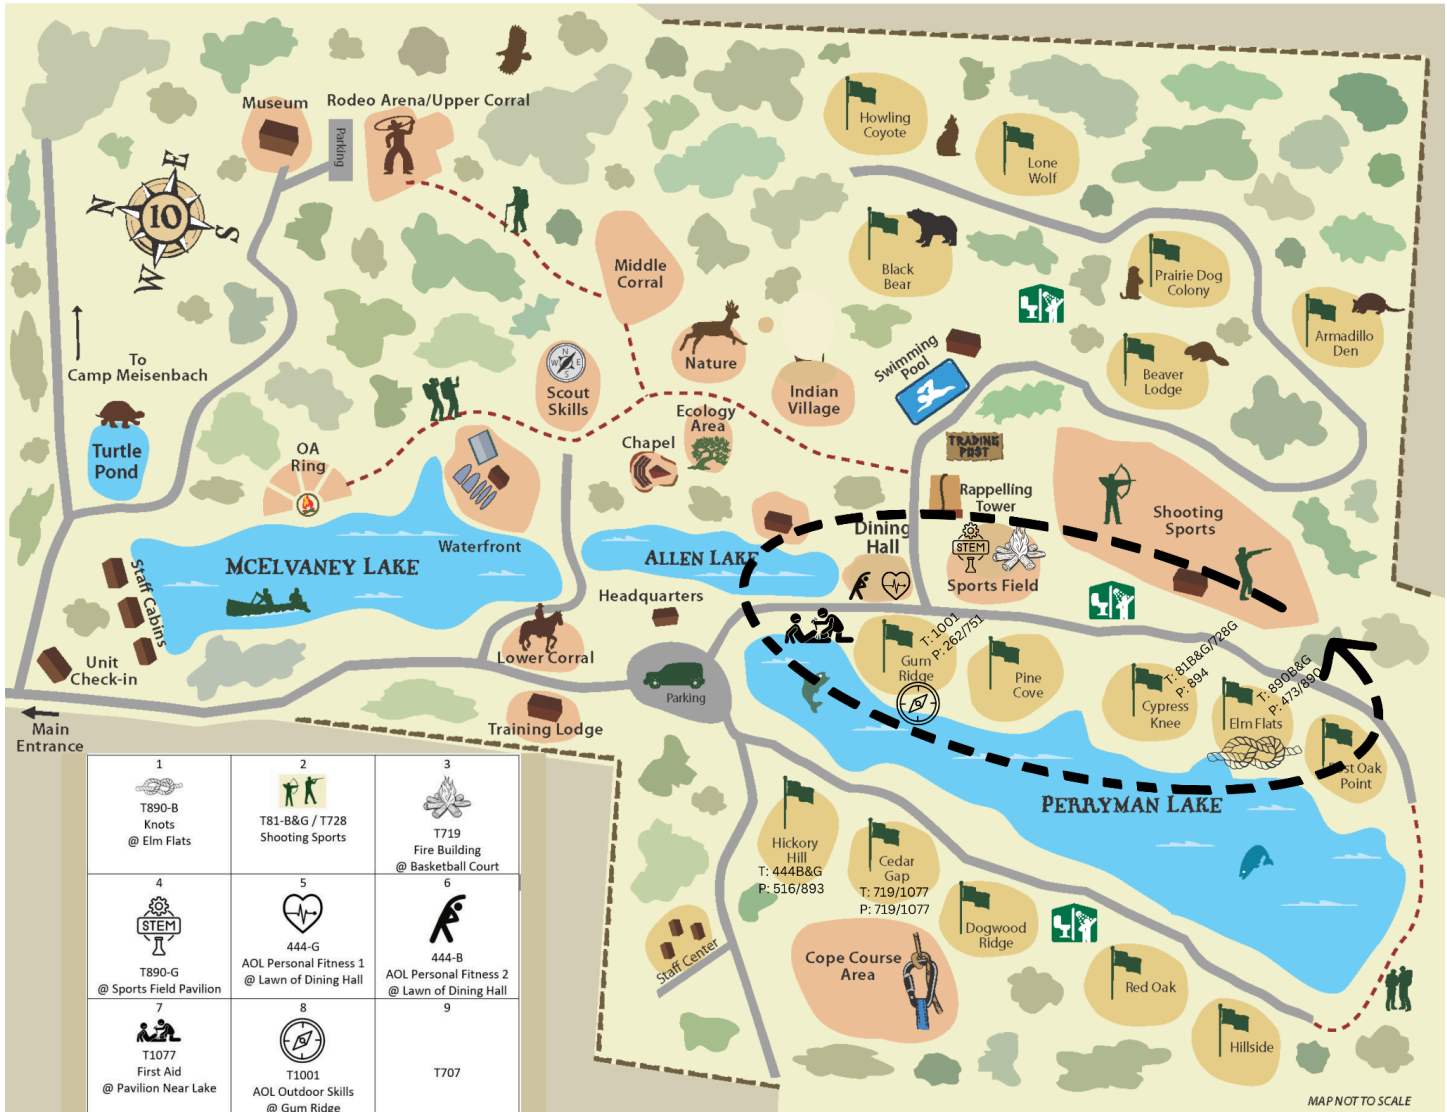 Museum
Rodeo Arena/Upper Corral
Parking
N
E
S
W
10
Howling
Coyote
Lone
Wolf
Black
Bear
Prairie Dog
Colony
Armadillo
Den
Beaver
Lodge
Middle
Corral
Nature
Indian
Village
Swimming
Pool
N
W
E
S
Scout
Skills
Ecology
Area
Chapel
To
Camp Meisenbach
Turtle
Pond
OA
Ring
TRADING
POST
Rappelling
Tower
Shooting
Sports
Waterfront
McElvaney Lake
Allen Lake
Dining
Hall
STEM
Sports Field
Headquarters
Staff Cabins
Unit
Check-in
Lower Corral
Parking
Training Lodge
Main
Entrance
Gum
Ridge
T: 1001
P: 262/751
Pine
Cove
Cypress
Knee
T: 81B&G/728G
P: 894
Elm Flats
T: 890B&G
P: 473/890
Post Oak
Point
Perryman Lake
Hickory
Hill
T: 444B&G
P: 516/893
Cedar
Gap
T: 719/1077
P: 719/1077
Dogwood
Ridge
Staff Center
Cope Course
Area
Red Oak
Hillside
1
T890-B
Knots
@ Elm Flats
2
T81-B&G / T728
Shooting Sports
3
T719
Fire Building
@ Basketball Court
4
STEM
T890-G
@ Sports Field Pavilion
5
444-G
AOL Personal Fitness 1
@ Lawn of Dining Hall
6
444-B
AOL Personal Fitness 2
@ Lawn of Dining Hall
7
T1077
First Aid
@ Pavilion Near Lake
8
T1001
AOL Outdoor Skills
@ Gum Ridge
9
T707
MAP NOT TO SCALE